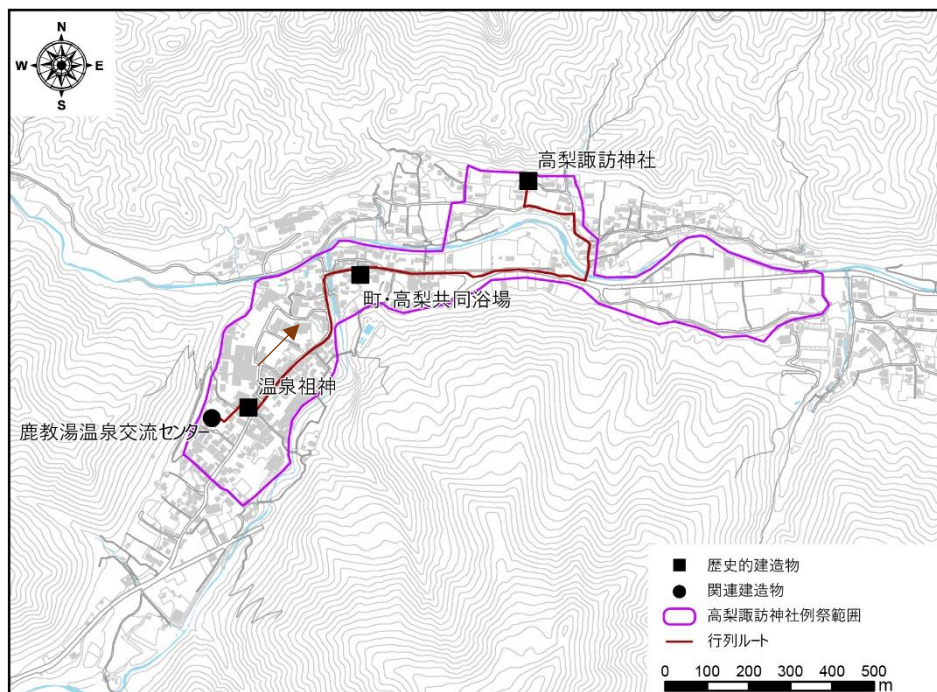 N
W
E
S
高梨諏訪神社
町・高梨共同浴場
温泉祖神
鹿教湯温泉交流センター
歴史的建造物
関連建造物
高梨諏訪神社例祭範囲
行列ルート
0 100 200 300 400 500
m